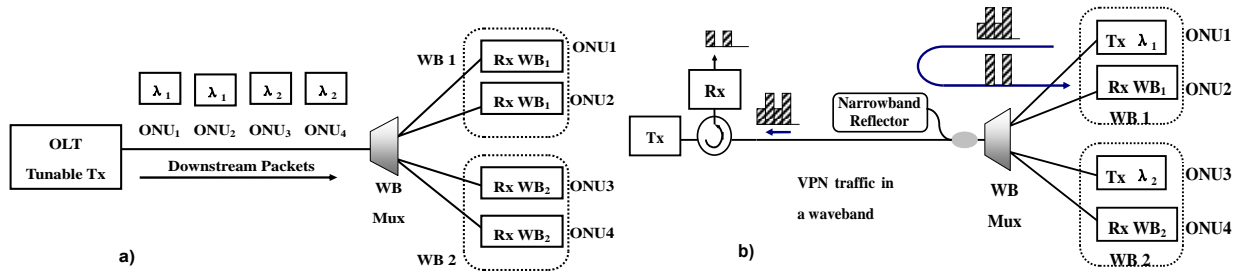 λ1
λ1
λ2
λ2
ONU1
ONU2
ONU3
ONU4
OLT
Tunable Tx
Downstream Packets
WB
Mux
WB 1
Rx WB1
ONU1
Rx WB1
ONU2
Rx WB2
ONU3
Rx WB2
ONU4
WB 2
a)
Tx
Rx
Narrowband
Reflector
VPN traffic in
a waveband
WB
Mux
Tx λ1
ONU1
Rx WB1
ONU2
WB 1
Tx λ2
ONU3
Rx WB2
ONU4
WB 2
b)